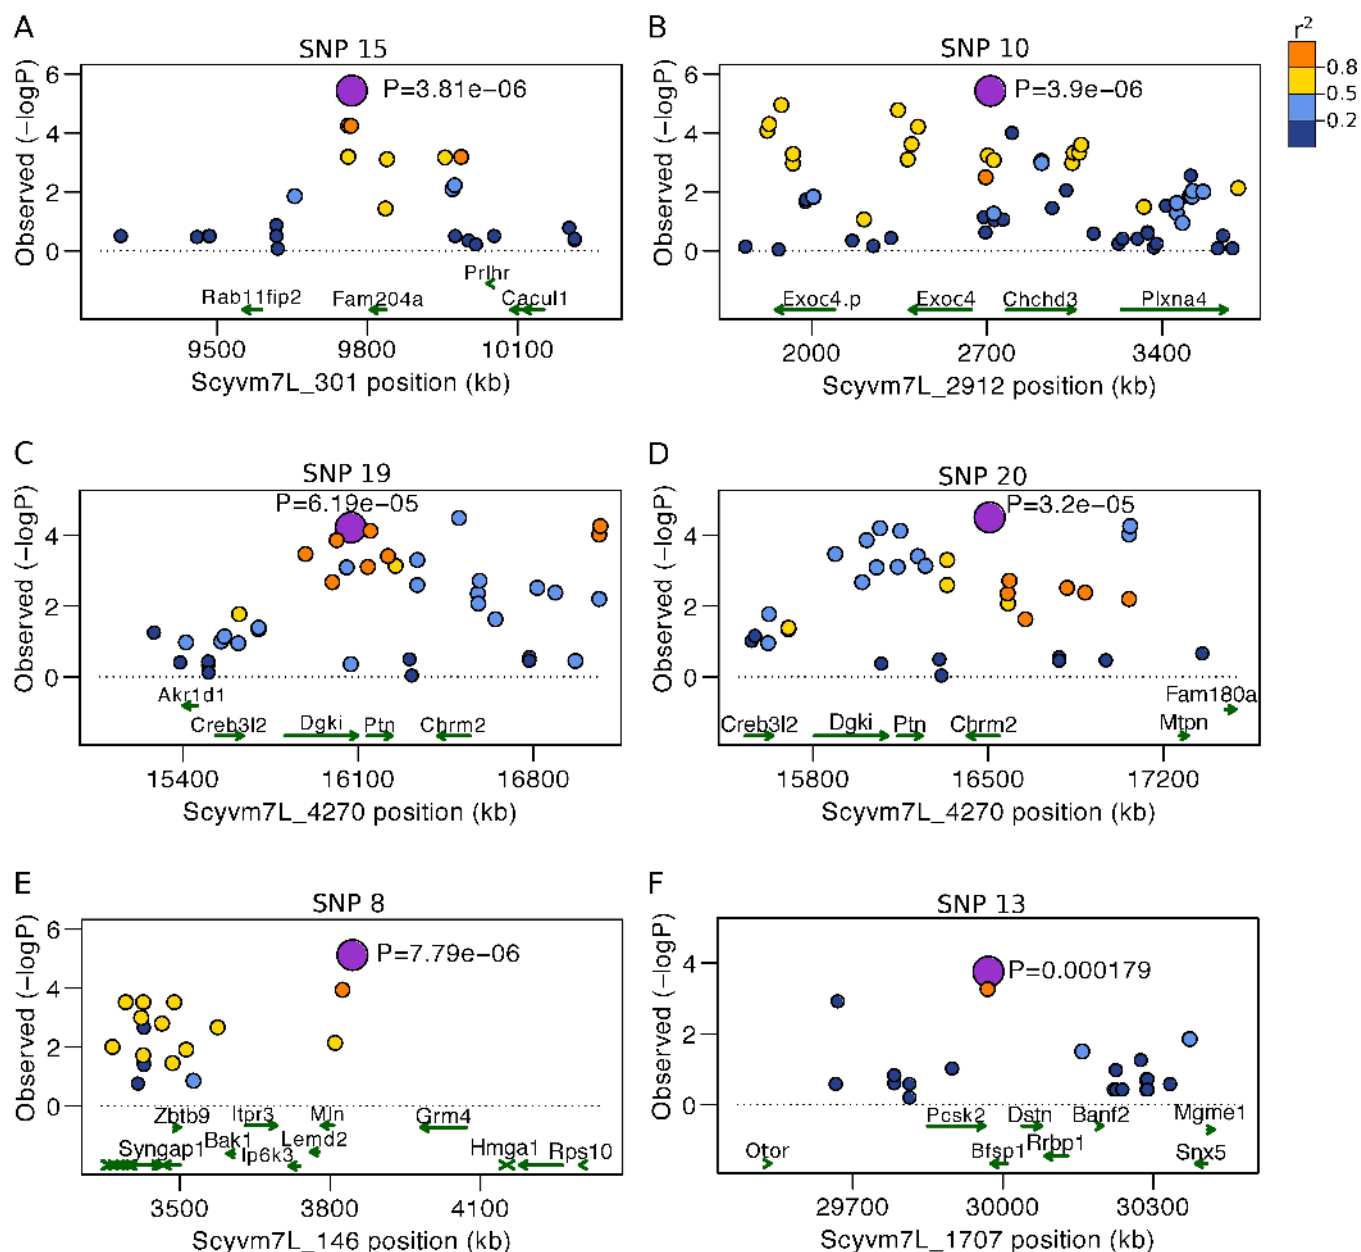 A
SNP 15
P=3.81e−06
Observed (−logP)
6
4
2
0
Prlhr
Rab11fip2
Fam204a
Cacul1
9500
9800
10100
Scyvm7L_301 position (kb)
B
SNP 10
P=3.9e−06
Observed (−logP)
6
4
2
0
Exoc4.p
Exoc4
Chchd3
Plxna4
2000
2700
3400
Scyvm7L_2912 position (kb)
r²
0.8
0.5
0.2
C
SNP 19
P=6.19e−05
Observed (−logP)
4
2
0
Akr1d1
Creb3l2
Dgki
Ptn
Chrm2
15400
16100
16800
Scyvm7L_4270 position (kb)
D
SNP 20
P=3.2e−05
Observed (−logP)
4
2
0
Fam180a
Creb3l2
Dgki
Ptn
Chrm2
Mtpn
15800
16500
17200
Scyvm7L_4270 position (kb)
E
SNP 8
P=7.79e−06
Observed (−logP)
6
4
2
0
Zbtb9
Itpr3
Mln
Grm4
Syngap1
Bak1
Ip6k3
Lemd2
Hmga1
Rps10
3500
3800
4100
Scyvm7L_146 position (kb)
F
SNP 13
P=0.000179
Observed (−logP)
4
2
0
Pcsk2
Dstn
Banf2
Mgme1
Otor
Bfsp1
Rrbp1
Snx5
29700
30000
30300
Scyvm7L_1707 position (kb)